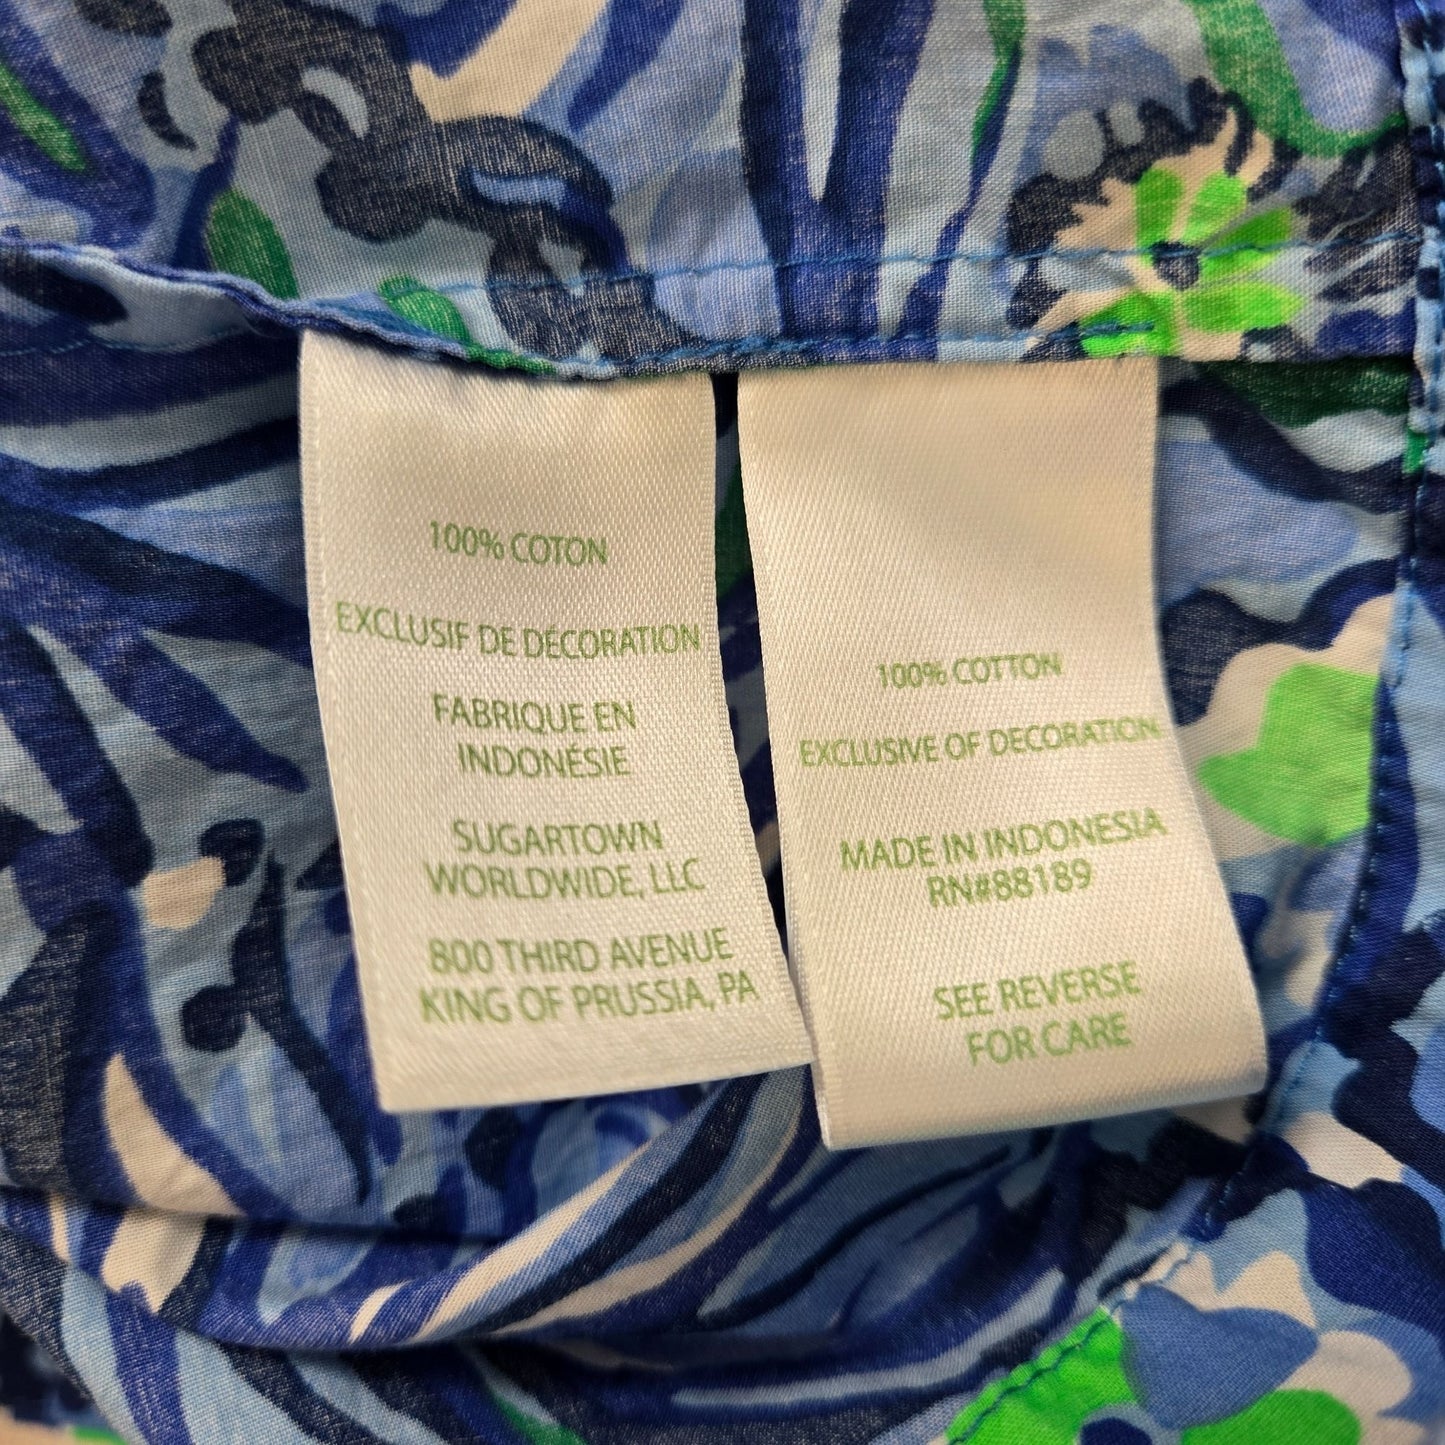 100% COTON
EXCLUSIF DE DÉCORATION
FABRIQUE EN
INDONÉSIE
SUGARTOWN
WORLDWIDE, LLC
800 THIRD AVENUE
KING OF PRUSSIA, PA
100% COTTON
EXCLUSIVE OF DECORATION
MADE IN INDONESIA
RN#88189
SEE REVERSE
FOR CARE